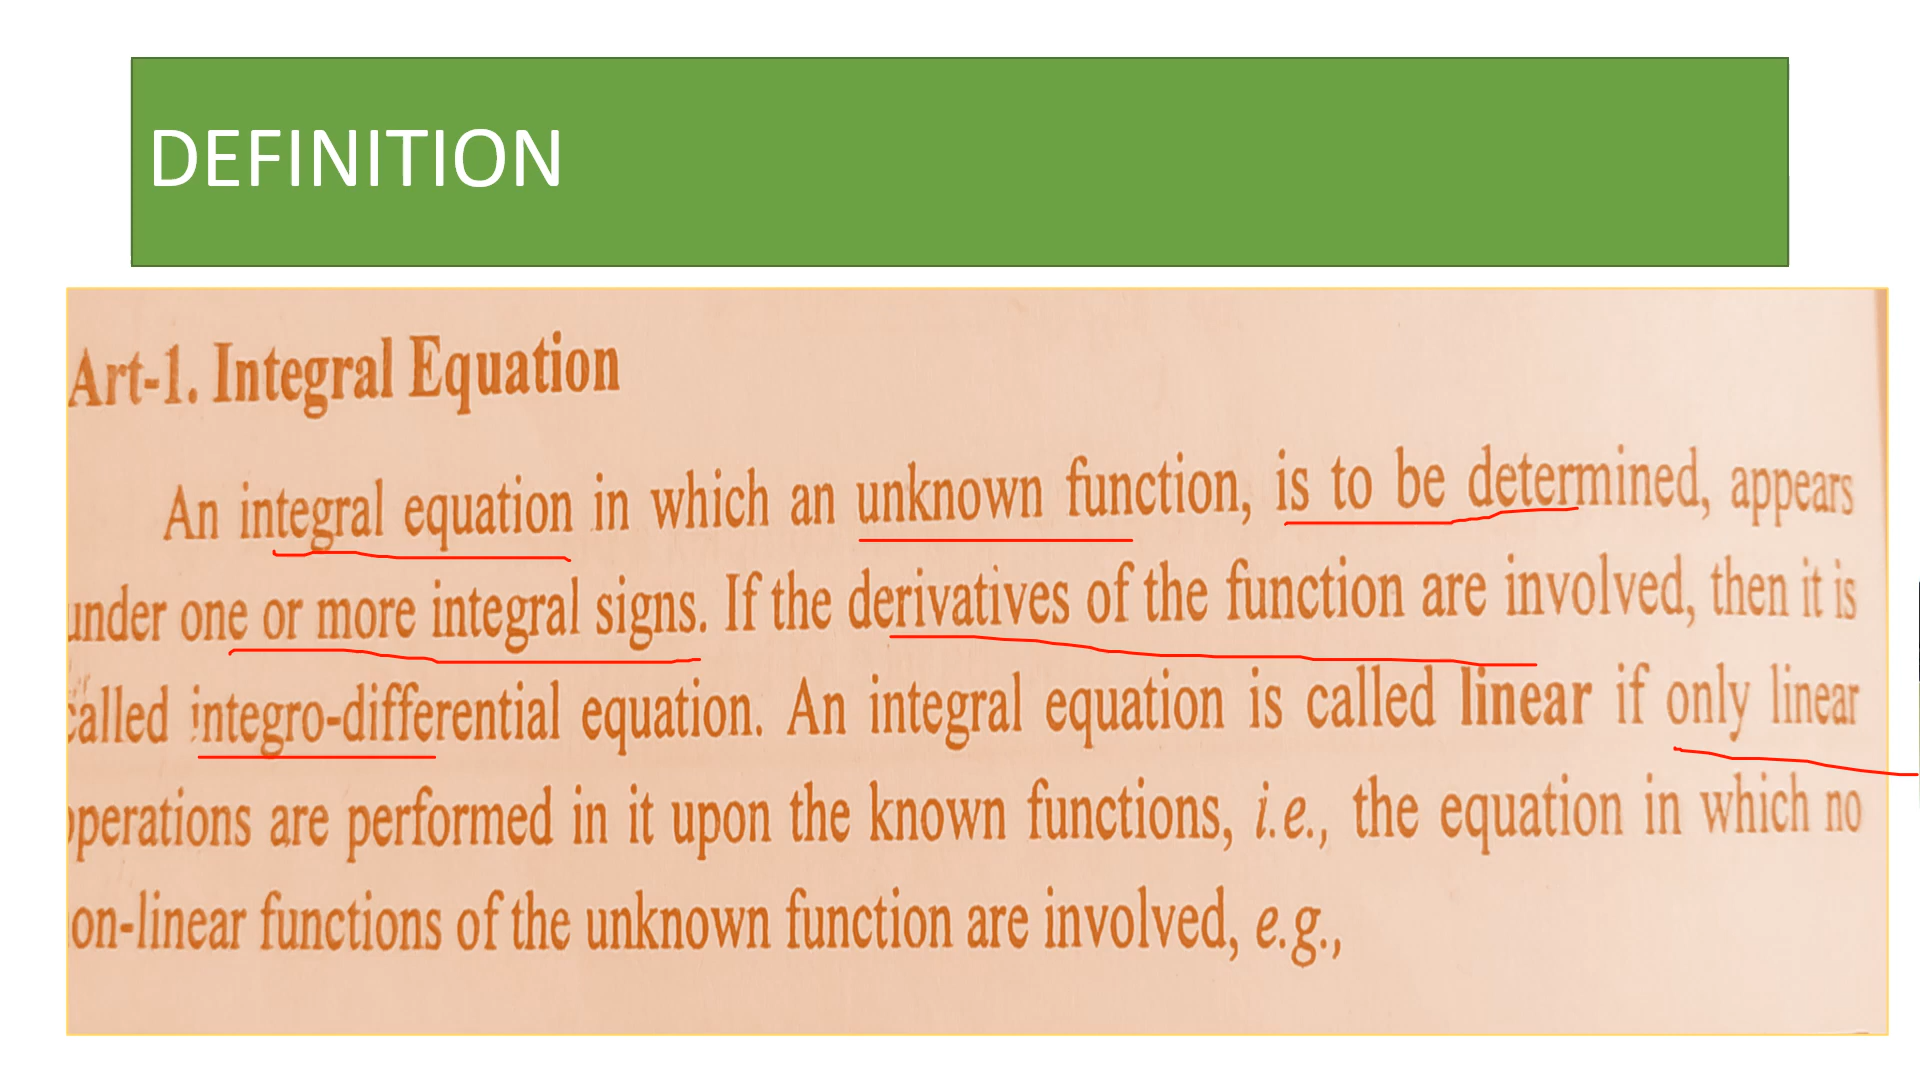 DEFINITION
Art-1. Integral Equation
An integral equation in which an unknown function, is to be determined, appears
under one or more integral signs. If the derivatives of the function are involved, then it is
called integro-differential equation. An integral equation is called linear if only linear
operations are performed in it upon the known functions, i.e., the equation in which no
on-linear functions of the unknown function are involved, e.g.,